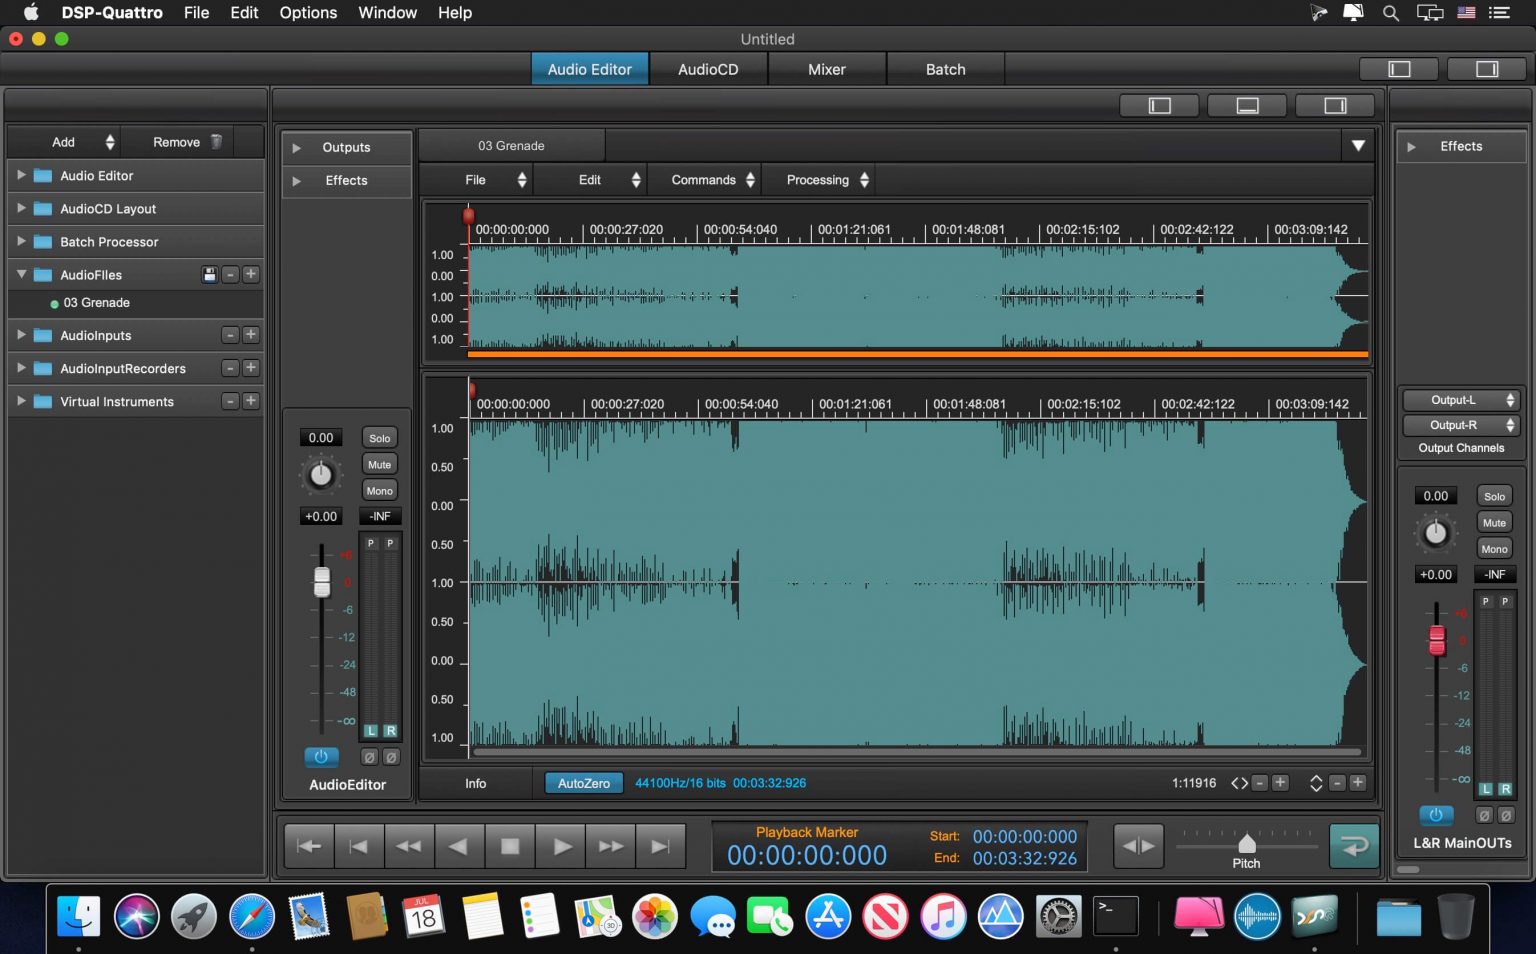 DSP-Quattro File Edit Options Window Help
Untitled
Audio Editor AudioCD Mixer Batch
Add Remove
Audio Editor
AudioCD Layout
Batch Processor
AudioFIles - +
03 Grenade
AudioInputs - +
AudioInputRecorders - +
Virtual Instruments - +
Outputs
Effects
0.00 Solo
Mute
Mono
+0.00 -INF
P P
+6
0
-6
-12
-24
-48
-∞
L R
Ø Ø
AudioEditor
03 Grenade
File Edit Commands Processing
00:00:00:000 00:00:27:020 00:00:54:040 00:01:21:061 00:01:48:081 00:02:15:102 00:02:42:122 00:03:09:142
1.00
0.00
1.00
0.00
1.00
00:00:00:000 00:00:27:020 00:00:54:040 00:01:21:061 00:01:48:081 00:02:15:102 00:02:42:122 00:03:09:142
1.00
0.50
0.00
0.50
1.00
0.50
0.00
0.50
1.00
Info AutoZero 44100Hz/16 bits 00:03:32:926 1:11916 - + - +
Playback Marker
00:00:00:000
Start: 00:00:00:000
End: 00:03:32:926
Pitch
Effects
Output-L
Output-R
Output Channels
0.00 Solo
Mute
Mono
+0.00 -INF
P P
+6
0
-6
-12
-24
-48
-∞
L R
Ø Ø
L&R MainOUTs
JUL
18
3D
>_